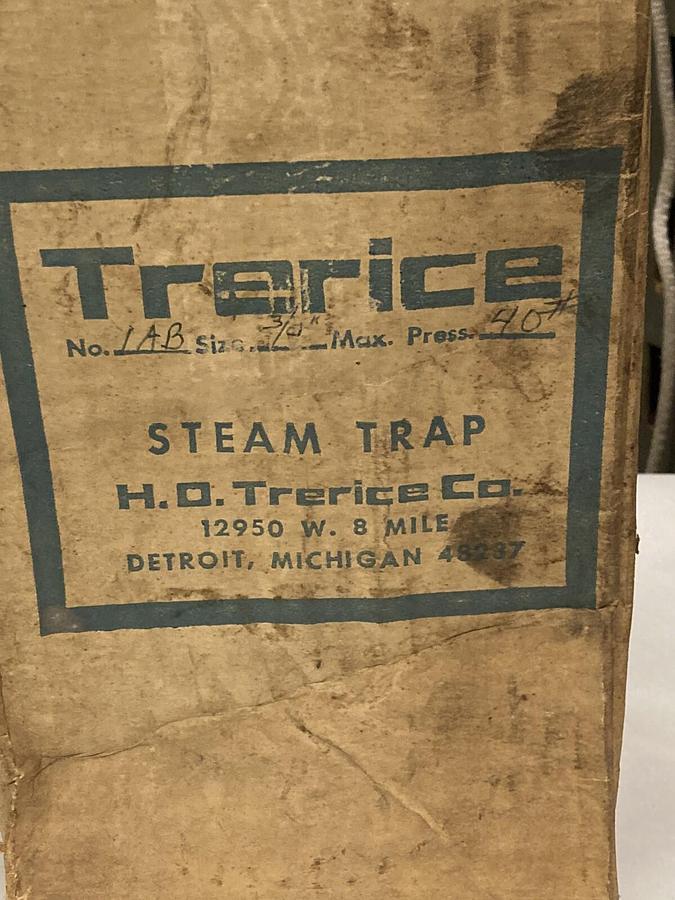 Trerice
No. 1AB Size. 3/4" Max. Press. 40#
STEAM TRAP
H.O. Trerice Co.
12950 W. 8 MILE
DETROIT, MICHIGAN 48237